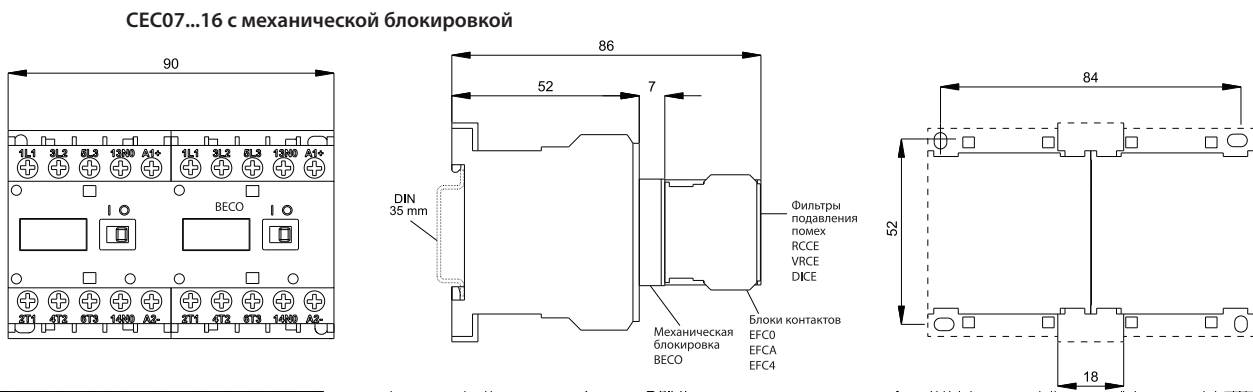 CEC07...16 с механической блокировкой
90
1L1 3L2 5L3 13NO A1+ 1L1 3L2 5L3 13NO A1+
BECO
I O
I O
2T1 4T2 6T3 14NO A2- 2T1 4T2 6T3 14NO A2-
86
52
7
DIN
35 mm
Фильтры
подавления
помех
RCCE
VRCE
DICE
Механическая
блокировка
BECO
Блоки контактов
EFC0
EFCA
EFC4
84
52
18